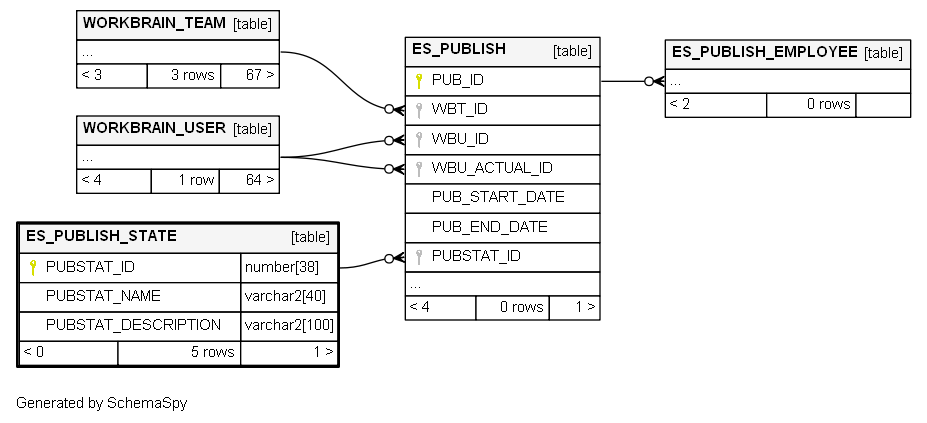 WORKBRAIN_TEAM [table]
...
< 3 3 rows 67 >
WORKBRAIN_USER [table]
...
< 4 1 row 64 >
ES_PUBLISH_STATE [table]
PUBSTAT_ID number[38]
PUBSTAT_NAME varchar2[40]
PUBSTAT_DESCRIPTION varchar2[100]
< 0 5 rows 1 >
ES_PUBLISH [table]
PUB_ID
WBT_ID
WBU_ID
WBU_ACTUAL_ID
PUB_START_DATE
PUB_END_DATE
PUBSTAT_ID
...
< 4 0 rows 1 >
ES_PUBLISH_EMPLOYEE [table]
...
< 2 0 rows
Generated by SchemaSpy